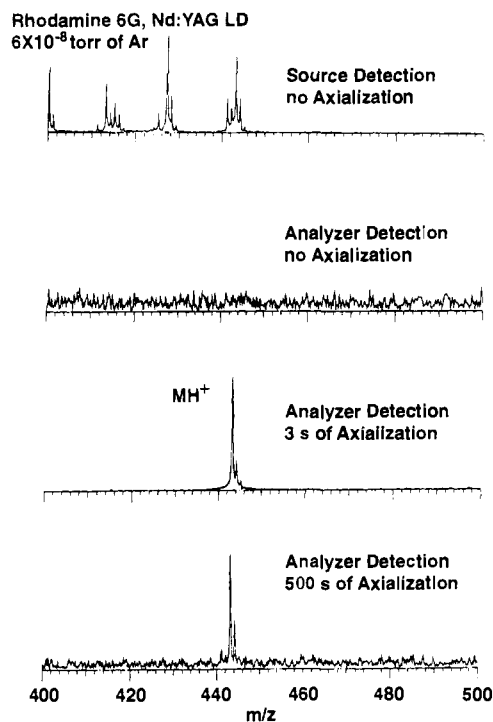 Rhodamine 6G, Nd:YAG LD
6X10⁻⁸ torr of Ar
Source Detection
no Axialization
Analyzer Detection
no Axialization
MH⁺
Analyzer Detection
3 s of Axialization
Analyzer Detection
500 s of Axialization
400 420 440 460 480 500
m/z